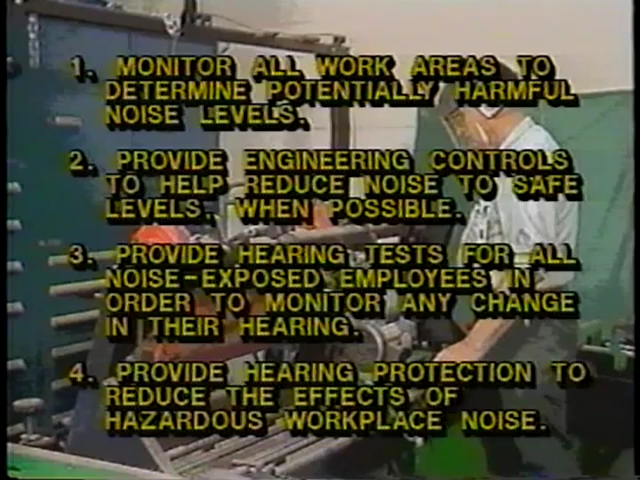 1. MONITOR ALL WORK AREAS TO
DETERMINE POTENTIALLY HARMFUL
NOISE LEVELS.
2. PROVIDE ENGINEERING CONTROLS
TO HELP REDUCE NOISE TO SAFE
LEVELS, WHEN POSSIBLE.
3. PROVIDE HEARING TESTS FOR ALL
NOISE-EXPOSED EMPLOYEES IN
ORDER TO MONITOR ANY CHANGE
IN THEIR HEARING.
4. PROVIDE HEARING PROTECTION TO
REDUCE THE EFFECTS OF
HAZARDOUS WORKPLACE NOISE.